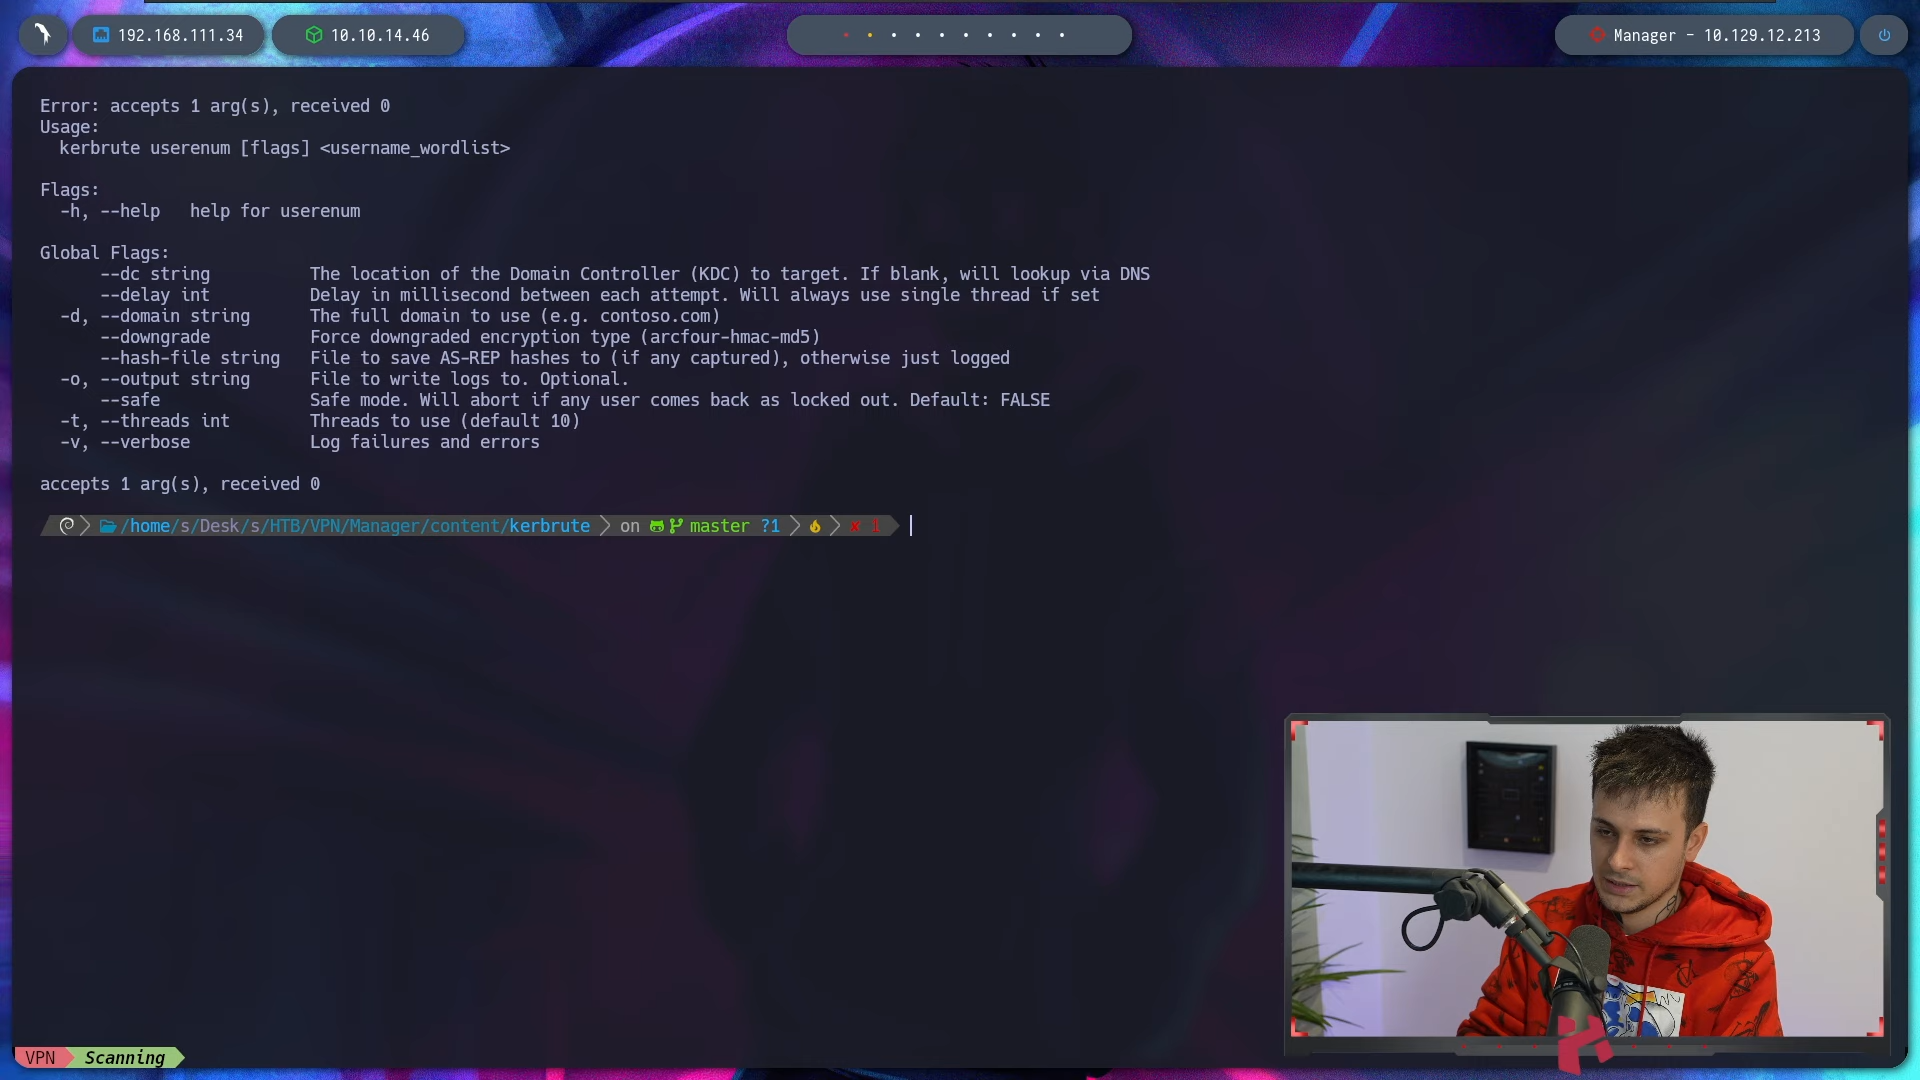 192.168.111.34
10.10.14.46
Manager - 10.129.12.213
Error: accepts 1 arg(s), received 0
Usage:
kerbrute userenum [flags] <username_wordlist>
Flags:
-h, --help help for userenum
Global Flags:
--dc string The location of the Domain Controller (KDC) to target. If blank, will lookup via DNS
--delay int Delay in millisecond between each attempt. Will always use single thread if set
-d, --domain string The full domain to use (e.g. contoso.com)
--downgrade Force downgraded encryption type (arcfour-hmac-md5)
--hash-file string File to save AS-REP hashes to (if any captured), otherwise just logged
-o, --output string File to write logs to. Optional.
--safe Safe mode. Will abort if any user comes back as locked out. Default: FALSE
-t, --threads int Threads to use (default 10)
-v, --verbose Log failures and errors
accepts 1 arg(s), received 0
/home/s/Desk/s/HTB/VPN/Manager/content/kerbrute on master ?1 x 1
VPN Scanning